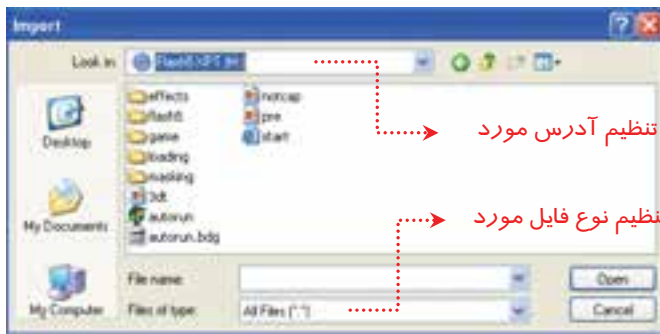 Import
Look in:
effects
flash5
game
loading
masking
3dt
autorun
autorun.bdg
notcap
pre
start
Desktop
My Documents
My Computer
تنظیم آدرس مورد
تنظیم نوع فایل مورد
File name:
Open
Files of type:
All Files (*.*)
Cancel